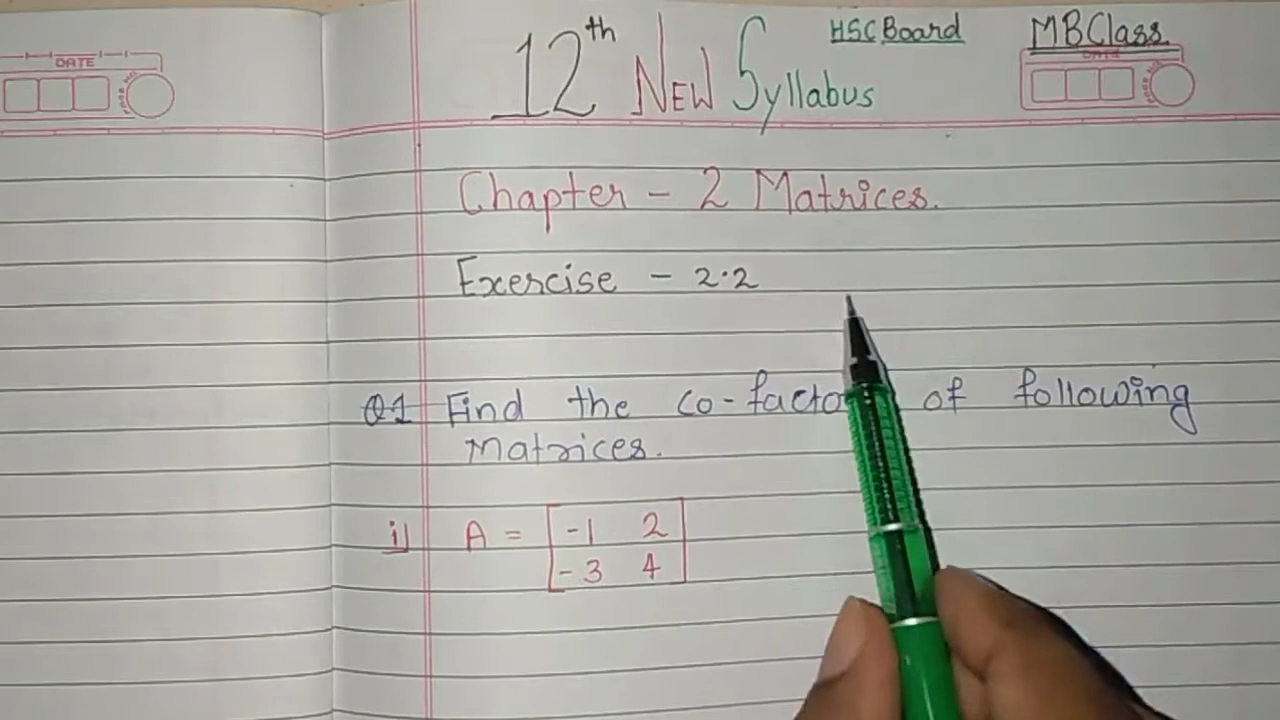 DATE
12th New Syllabus
HSC Board
MBClass
DATE
Chapter - 2 Matrices.
Exercise - 2.2
Q1 Find the co-factor of following
Matrices.
i) A = [-1 2
-3 4]